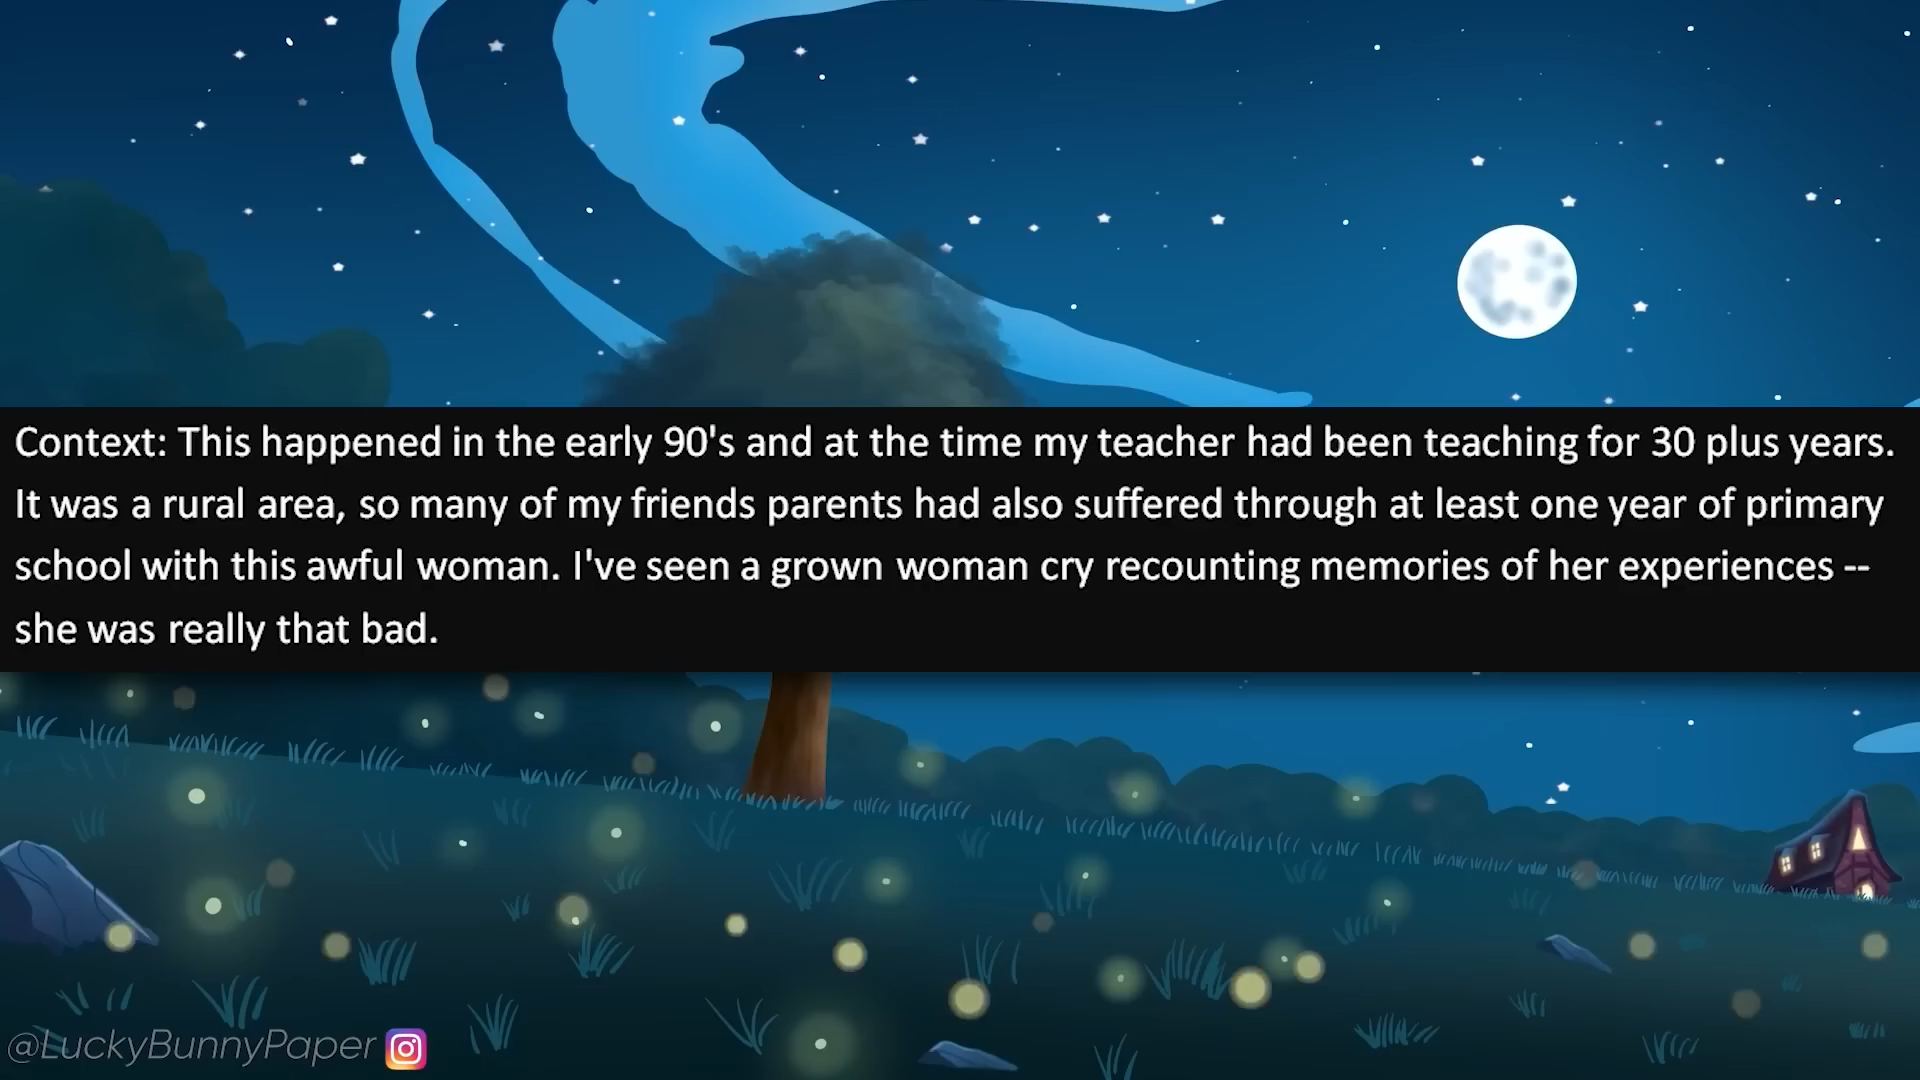 Context: This happened in the early 90's and at the time my teacher had been teaching for 30 plus years.
It was a rural area, so many of my friends parents had also suffered through at least one year of primary
school with this awful woman. I've seen a grown woman cry recounting memories of her experiences --
she was really that bad.
@LuckyBunnyPaper